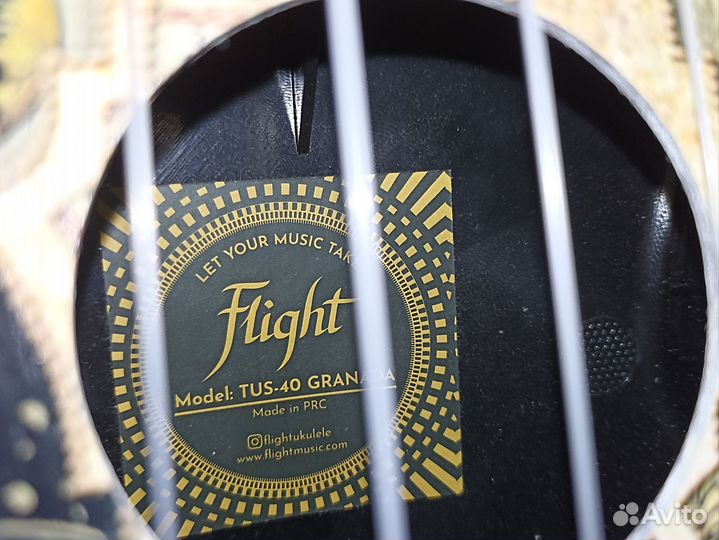 LET YOUR MUSIC TAKE
Flight
Model: TUS-40 GRANADA
Made in PRC
flightukulele
www.flightmusic.com
Avito